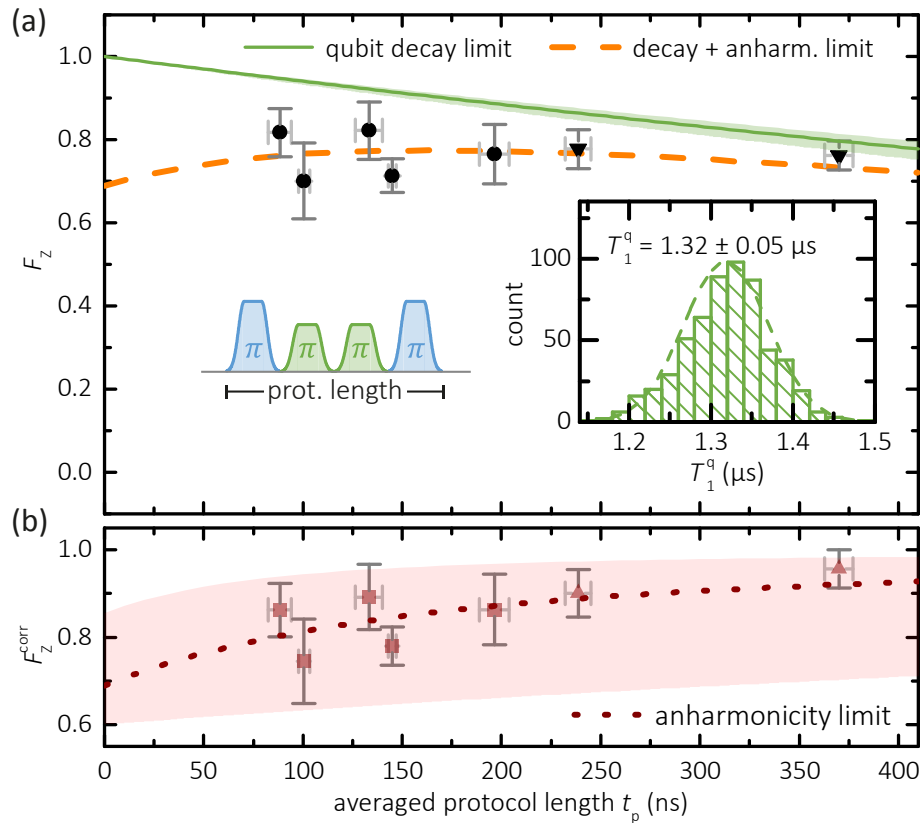 (a)
qubit decay limit
decay + anharm. limit
1.0
0.8
0.6
0.4
0.2
0.0
F_z
π π π π
prot. length
T₁^q = 1.32 ± 0.05 µs
100
50
0
count
1.2 1.3 1.4 1.5
T₁^q (µs)
(b)
1.0
0.8
0.6
F_z^corr
anharmonicity limit
0 50 100 150 200 250 300 350 400
averaged protocol length t_p (ns)